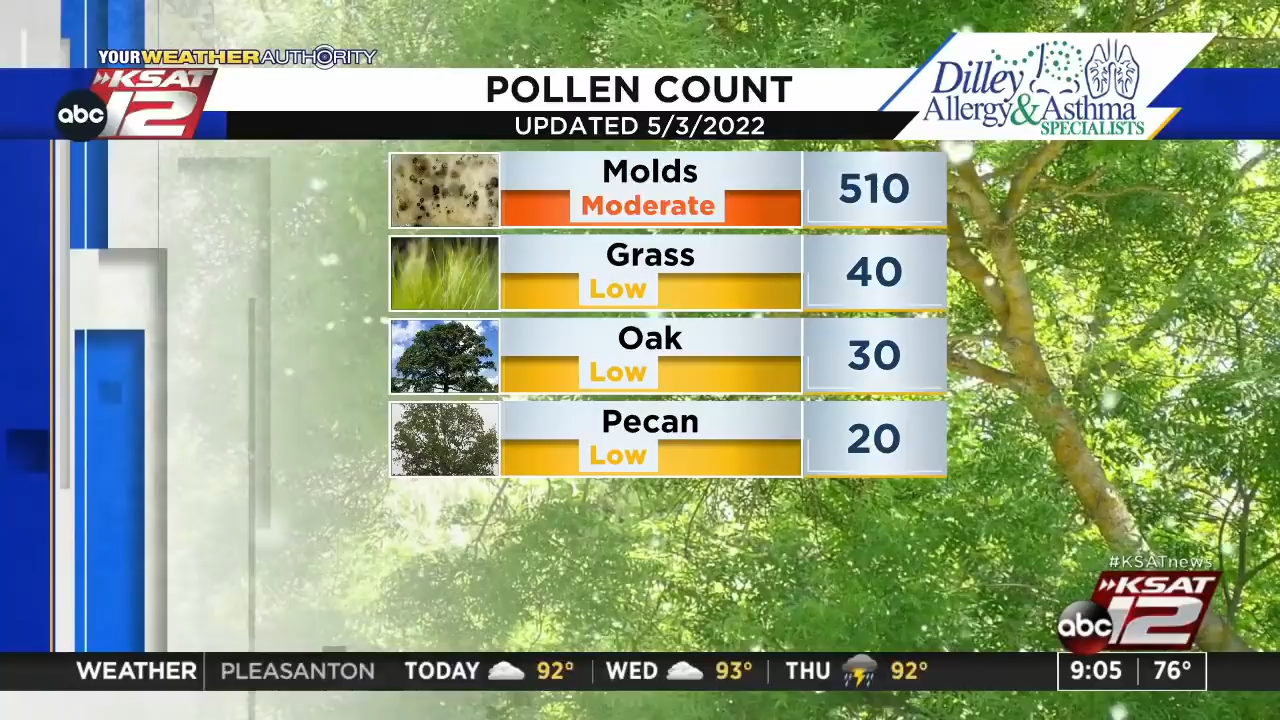 YOUR WEATHER AUTHORITY
KSAT
abc 12
POLLEN COUNT
UPDATED 5/3/2022
Dilley
Allergy & Asthma
SPECIALISTS
Molds
Moderate
510
Grass
Low
40
Oak
Low
30
Pecan
Low
20
#KSATnews
KSAT
abc 12
WEATHER PLEASANTON TODAY 92° WED 93° THU 92° 9:05 76°